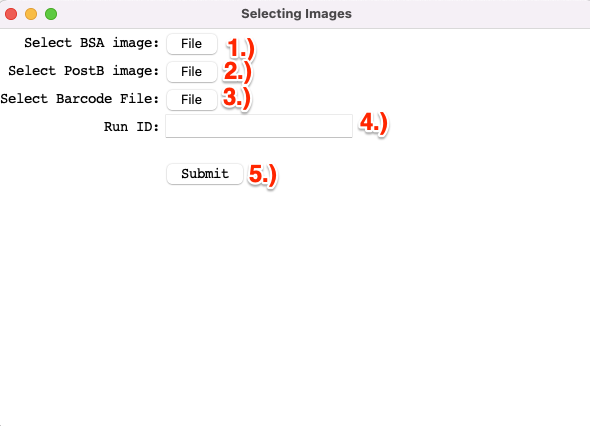 Selecting Images
Select BSA image: File 1.)
Select PostB image: File 2.)
Select Barcode File: File 3.)
Run ID: 4.)
Submit 5.)